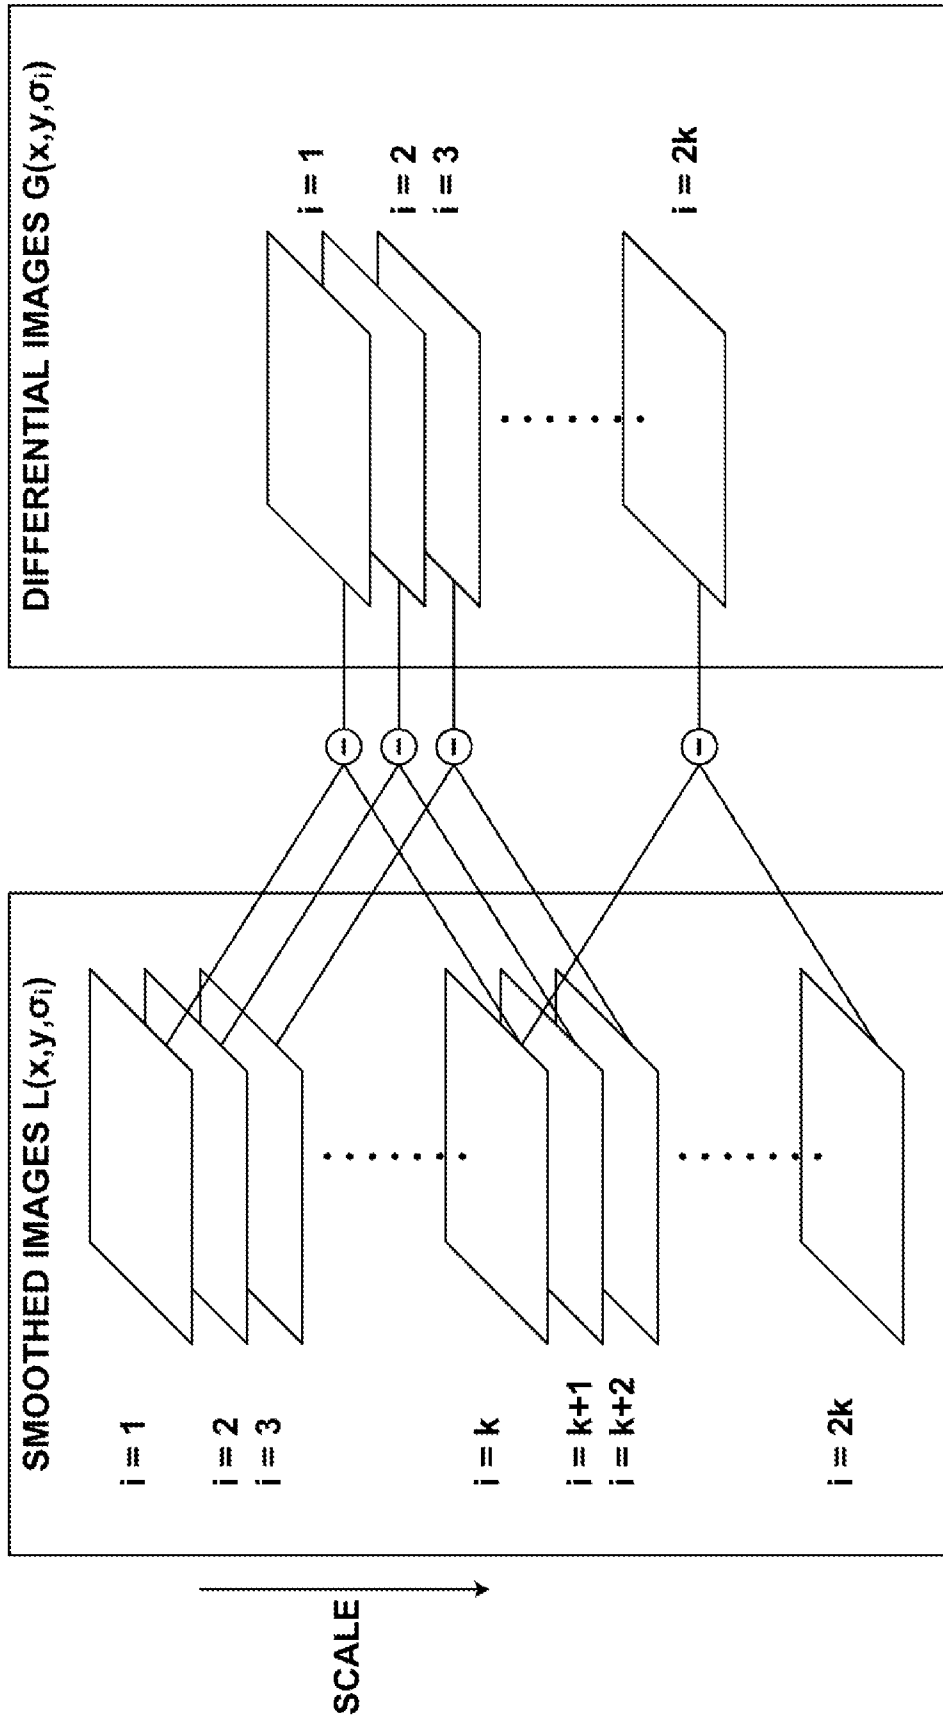 SCALE
SMOOTHED IMAGES L(x,y,σi)
i = 1
i = 2
i = 3
i = k
i = k+1
i = k+2
i = 2k
−
−
−
−
DIFFERENTIAL IMAGES G(x,y,σi)
i = 1
i = 2
i = 3
i = 2k